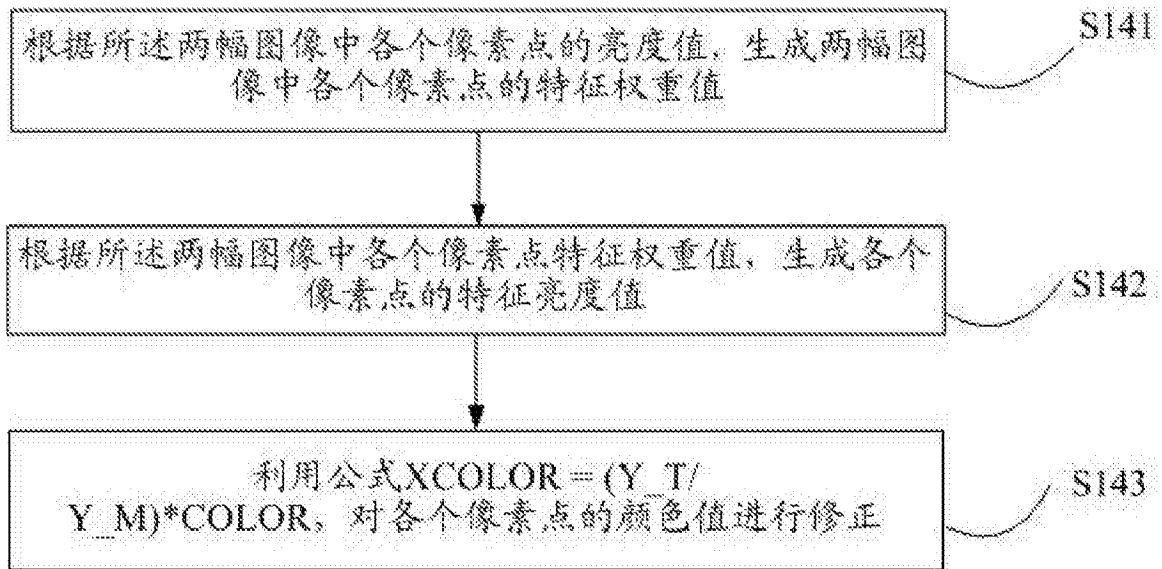 根据所述两幅图像中各个像素点的亮度值，生成两幅图
像中各个像素点的特征权重值
S141
根据所述两幅图像中各个像素点特征权重值，生成各个
像素点的特征亮度值
S142
利用公式XCOLOR = (Y_T/
Y_M)*COLOR，对各个像素点的颜色值进行修正
S143